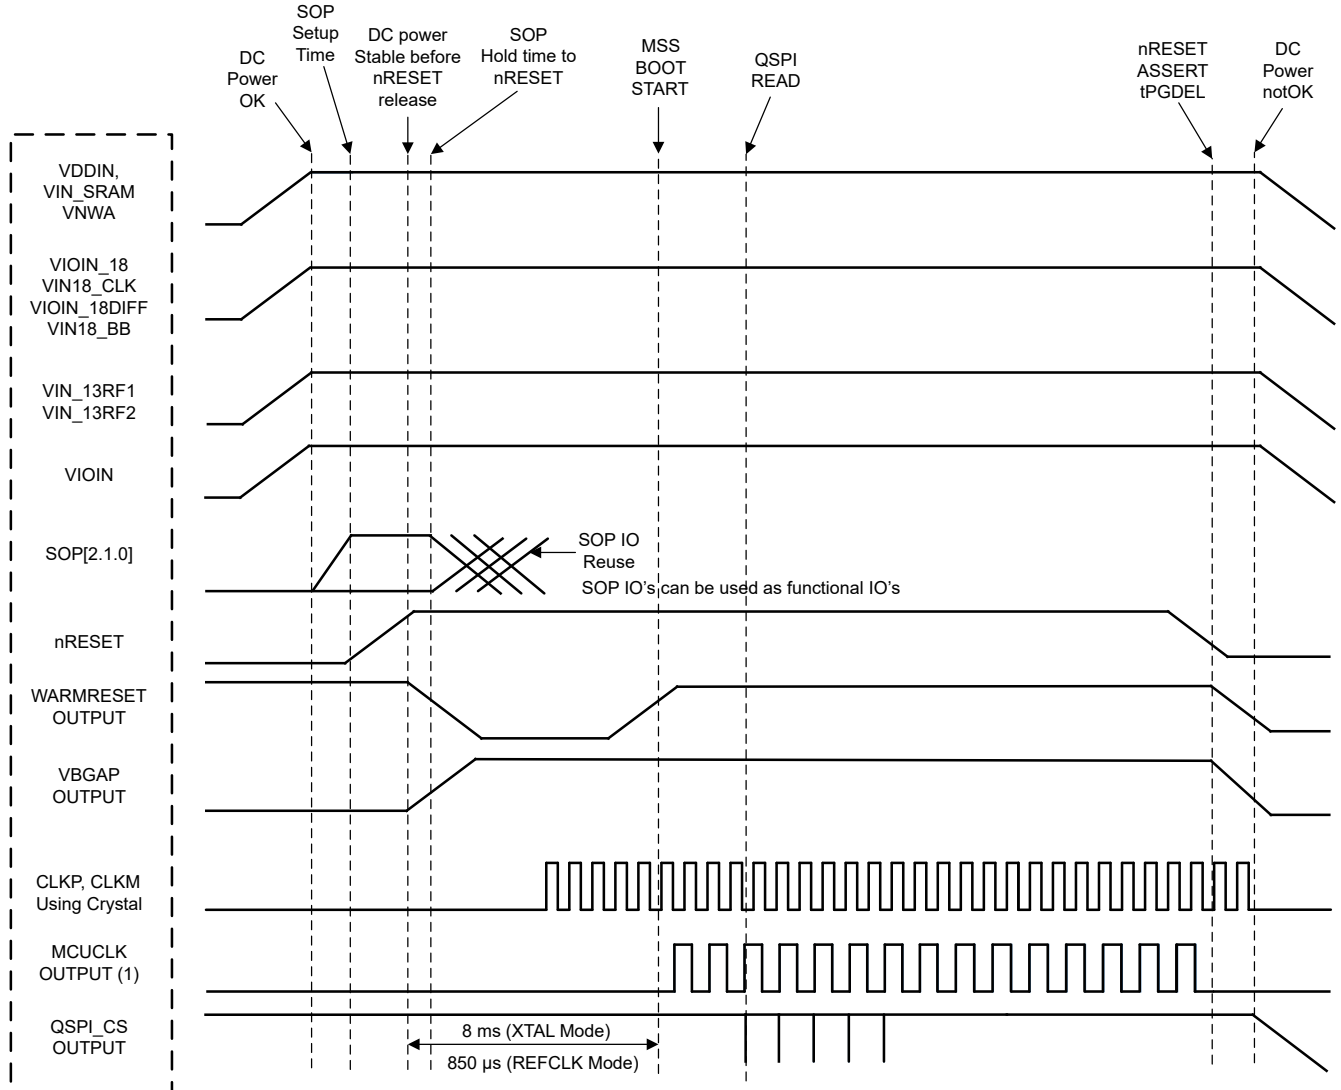 DC
Power
OK
SOP
Setup
Time
DC power
Stable before
nRESET
release
SOP
Hold time to
nRESET
MSS
BOOT
START
QSPI
READ
nRESET
ASSERT
tPGDEL
DC
Power
notOK
VDDIN,
VIN_SRAM
VNWA
VIOIN_18
VIN18_CLK
VIOIN_18DIFF
VIN18_BB
VIN_13RF1
VIN_13RF2
VIOIN
SOP[2.1.0]
SOP IO
Reuse
SOP IO's can be used as functional IO's
nRESET
WARMRESET
OUTPUT
VBGAP
OUTPUT
CLKP, CLKM
Using Crystal
MCUCLK
OUTPUT (1)
QSPI_CS
OUTPUT
8 ms (XTAL Mode)
850 µs (REFCLK Mode)